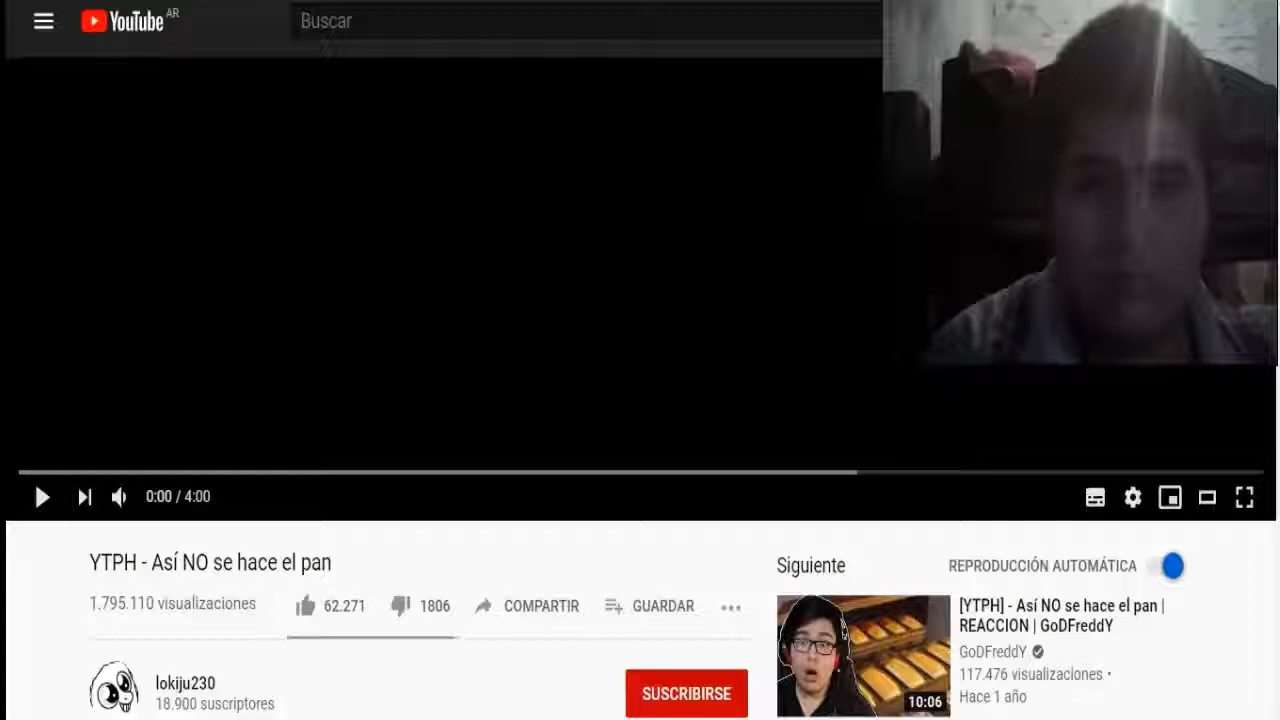 YouTube AR
Buscar
0:00 / 4:00
YTPH - Así NO se hace el pan
1.795.110 visualizaciones
62.271
1806
COMPARTIR
GUARDAR
lokiju230
18.900 suscriptores
SUSCRIBIRSE
Siguiente
REPRODUCCIÓN AUTOMÁTICA
10:06
[YTPH] - Así NO se hace el pan |
REACCION | GoDFreddY
GoDFreddY
117.476 visualizaciones •
Hace 1 año